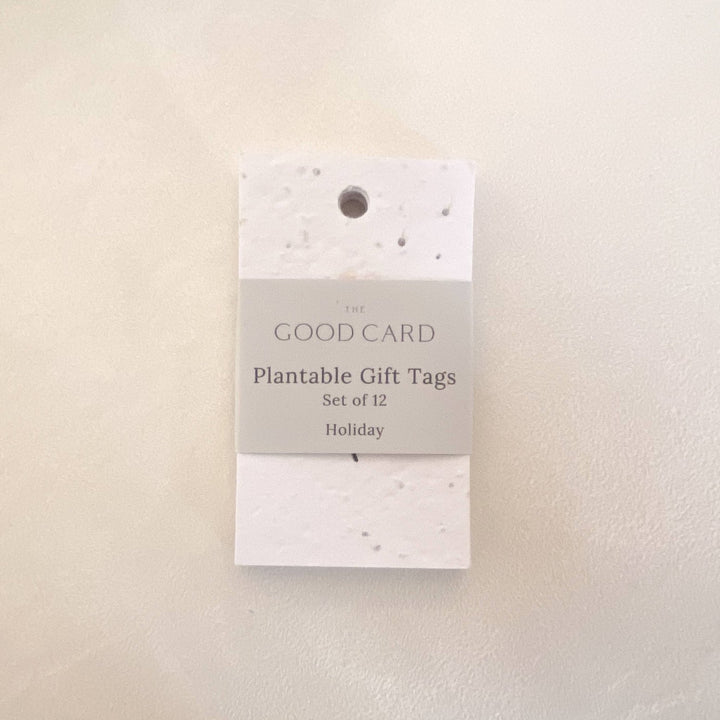 THE
GOOD CARD
Plantable Gift Tags
Set of 12
Holiday